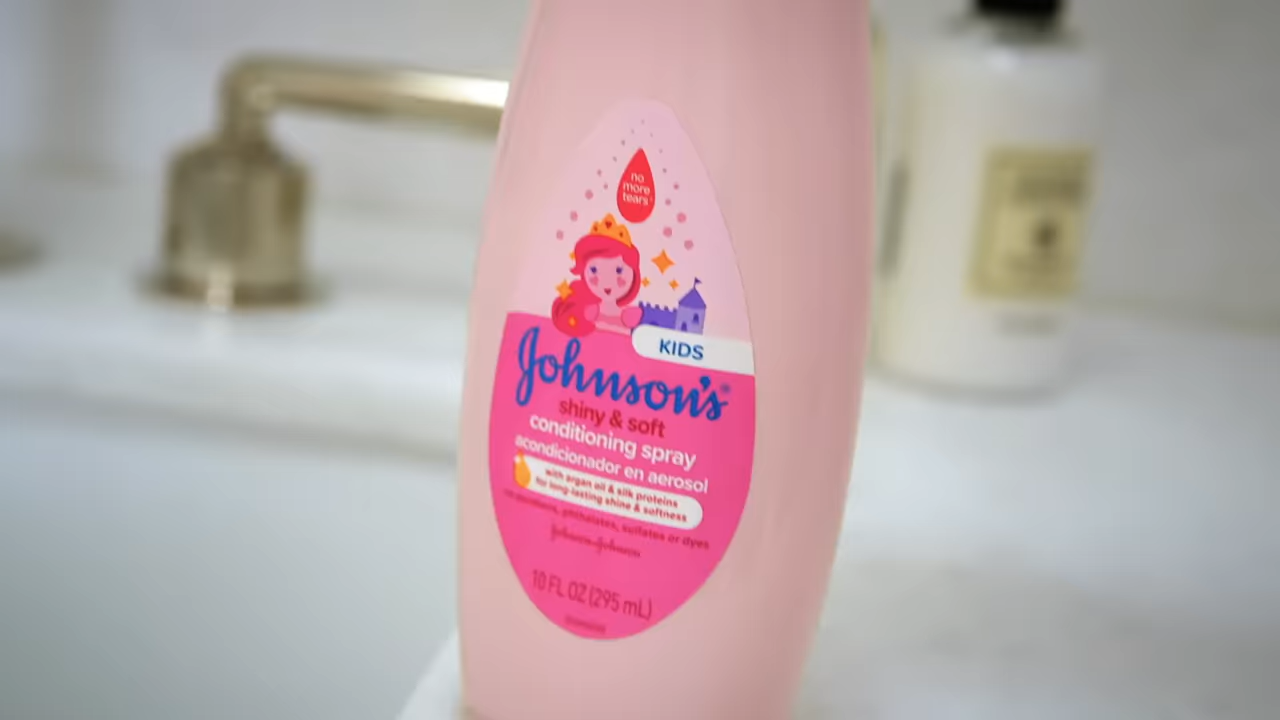 no
more
tears
KIDS
Johnson's®
shiny & soft
conditioning spray
acondicionador en aerosol
with argan oil & silk proteins
for long-lasting shine & softness
no parabens, phthalates, sulfates or dyes
Johnson & Johnson
10 FL OZ (295 mL)